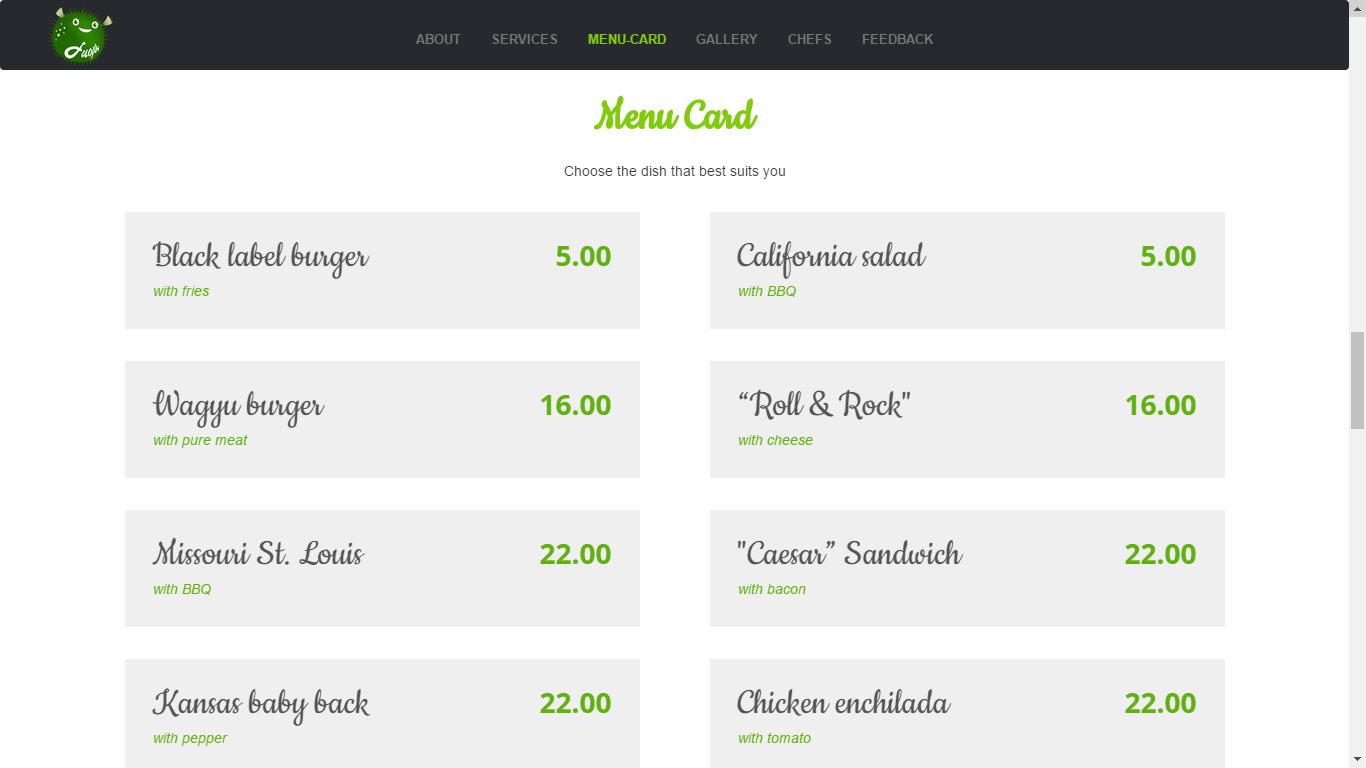 Fugu
ABOUT SERVICES MENU-CARD GALLERY CHEFS FEEDBACK
Menu Card
Choose the dish that best suits you
Black label burger 5.00
with fries
California salad 5.00
with BBQ
Wagyu burger 16.00
with pure meat
“Roll & Rock" 16.00
with cheese
Missouri St. Louis 22.00
with BBQ
"Caesar” Sandwich 22.00
with bacon
Kansas baby back 22.00
with pepper
Chicken enchilada 22.00
with tomato